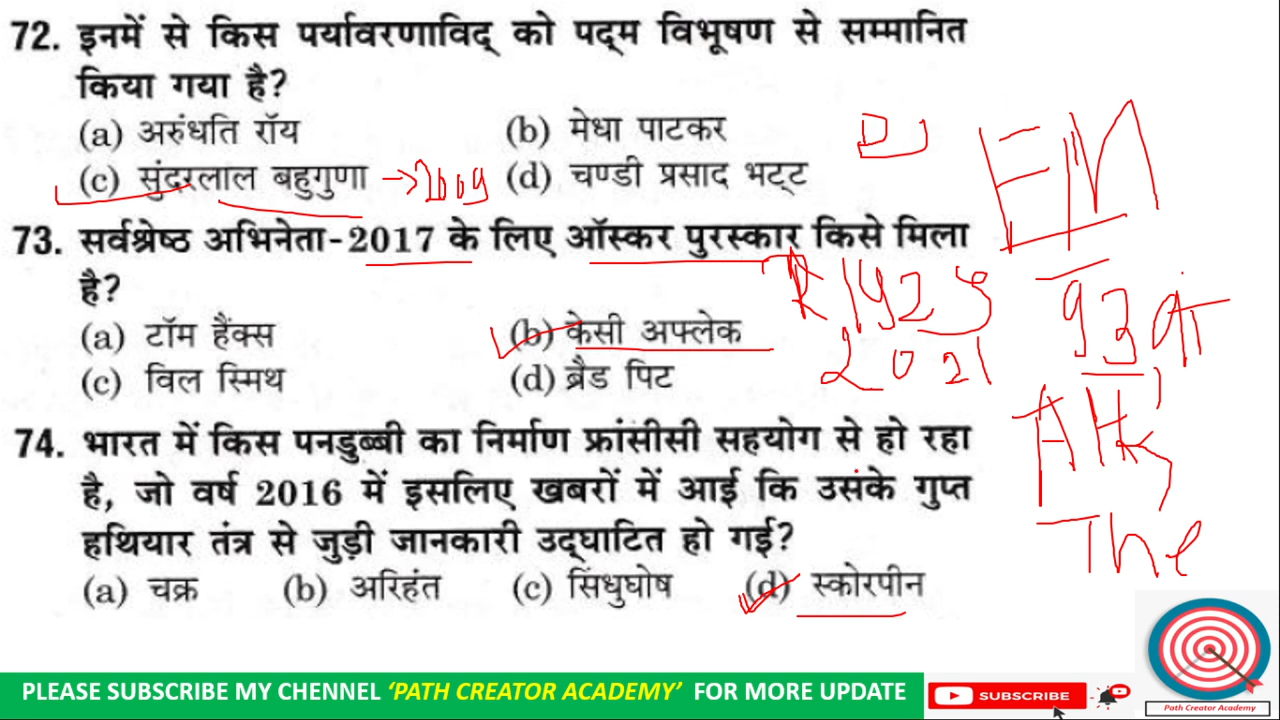 72. इनमें से किस पर्यावरणाविद् को पद्म विभूषण से सम्मानित
किया गया है?
(a) अरुंधति रॉय (b) मेधा पाटकर
(c) सुंदरलाल बहुगुणा →2009 (d) चण्डी प्रसाद भट्ट
73. सर्वश्रेष्ठ अभिनेता-2017 के लिए ऑस्कर पुरस्कार किसे मिला
है?
(a) टॉम हैंक्स (b) केसी अफ्लेक
(c) विल स्मिथ (d) ब्रैड पिट
2021
93
The
74. भारत में किस पनडुब्बी का निर्माण फ्रांसीसी सहयोग से हो रहा
है, जो वर्ष 2016 में इसलिए खबरों में आई कि उसके गुप्त
हथियार तंत्र से जुड़ी जानकारी उद्घाटित हो गई?
(a) चक्र (b) अरिहंत (c) सिंधुघोष (d) स्कोरपीन
PLEASE SUBSCRIBE MY CHENNEL 'PATH CREATOR ACADEMY' FOR MORE UPDATE
SUBSCRIBE
Path Creator Academy